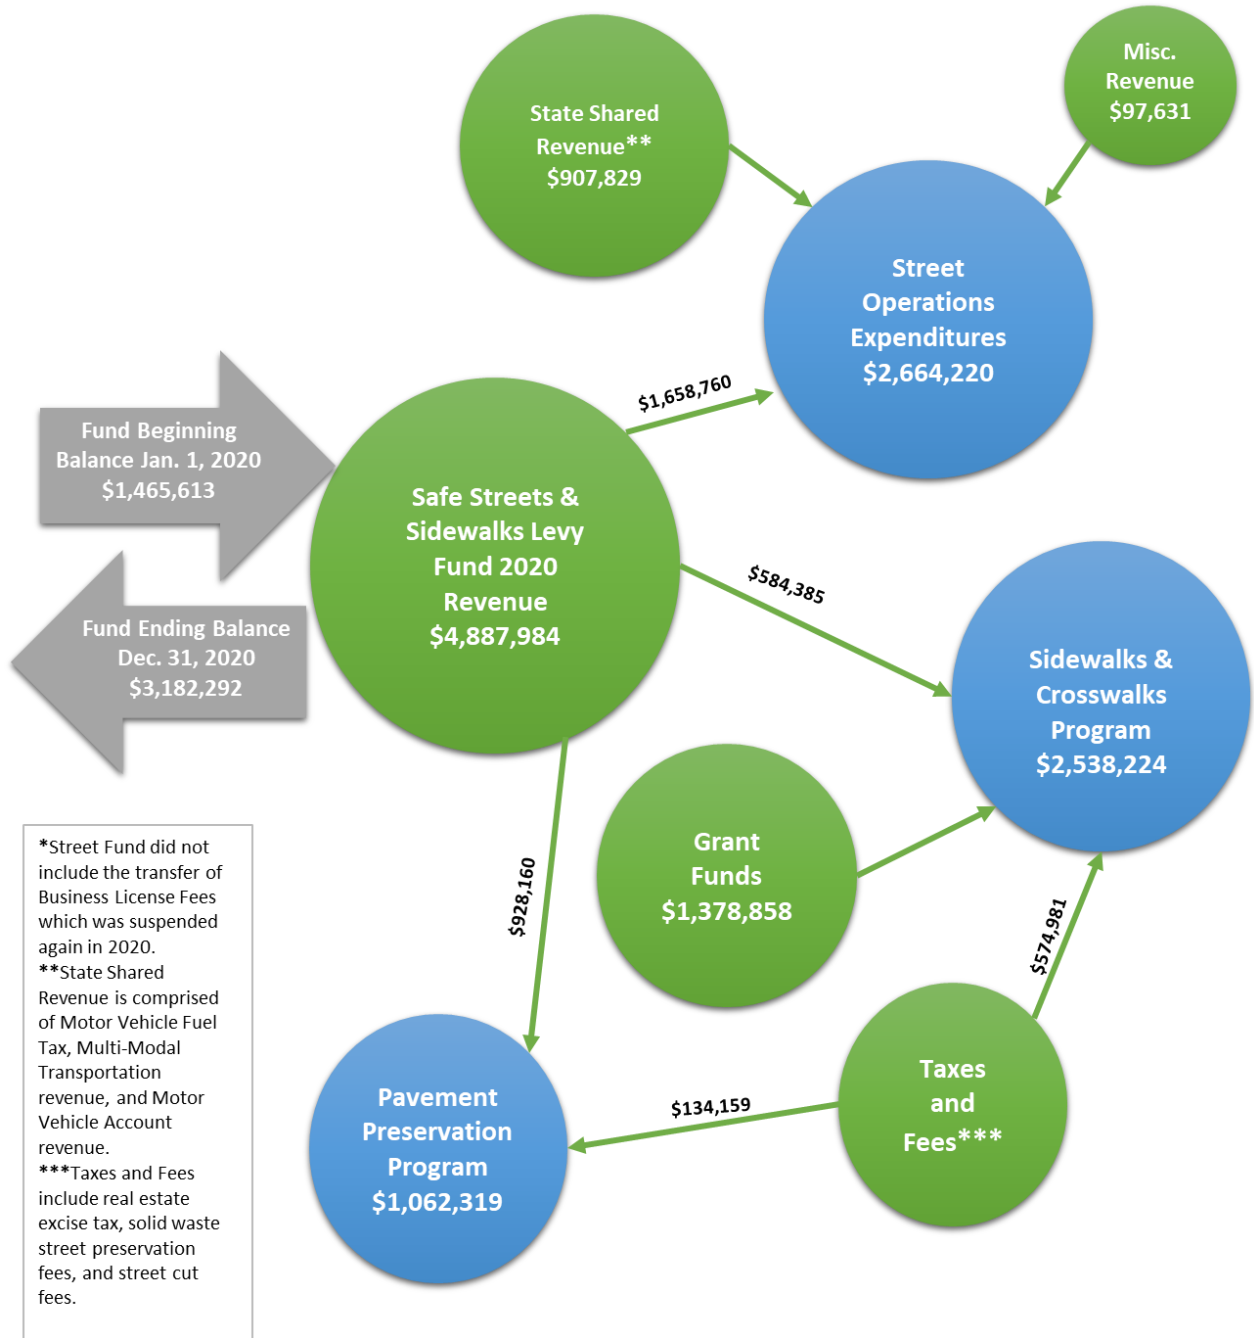 State Shared
Revenue**
$907,829
Misc.
Revenue
$97,631
Street
Operations
Expenditures
$2,664,220
$1,658,760
Fund Beginning
Balance Jan. 1, 2020
$1,465,613
Safe Streets &
Sidewalks Levy
Fund 2020
Revenue
$4,887,984
$584,385
Fund Ending Balance
Dec. 31, 2020
$3,182,292
Sidewalks &
Crosswalks
Program
$2,538,224
Grant
Funds
$1,378,858
$928,160
$574,981
*Street Fund did not
include the transfer of
Business License Fees
which was suspended
again in 2020.
**State Shared
Revenue is comprised
of Motor Vehicle Fuel
Tax, Multi-Modal
Transportation
revenue, and Motor
Vehicle Account
revenue.
***Taxes and Fees
include real estate
excise tax, solid waste
street preservation
fees, and street cut
fees.
Pavement
Preservation
Program
$1,062,319
$134,159
Taxes
and
Fees***